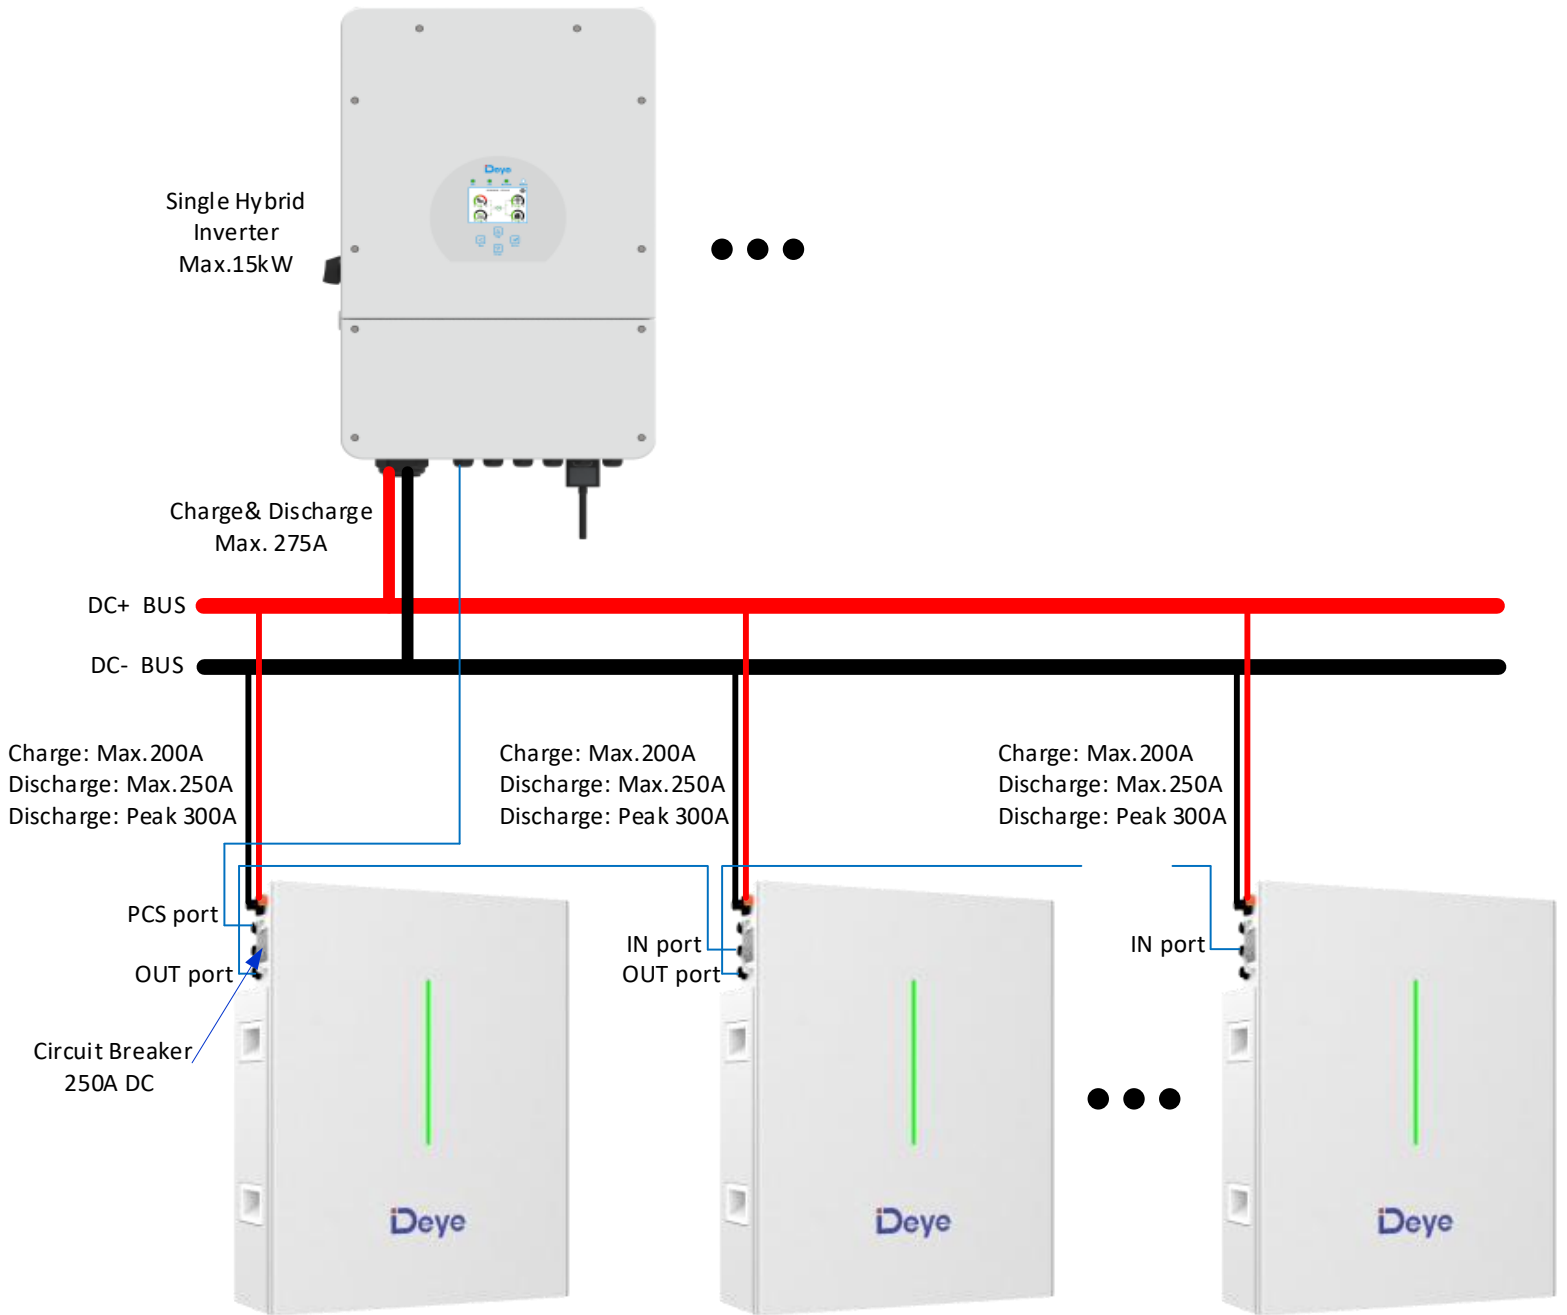 Deye
Single Hybrid
Inverter
Max.15kW
Charge& Discharge
Max. 275A
DC+ BUS
DC- BUS
Charge: Max.200A
Discharge: Max.250A
Discharge: Peak 300A
Charge: Max.200A
Discharge: Max.250A
Discharge: Peak 300A
Charge: Max.200A
Discharge: Max.250A
Discharge: Peak 300A
PCS port
OUT port
IN port
OUT port
IN port
Circuit Breaker
250A DC
Deye
Deye
Deye